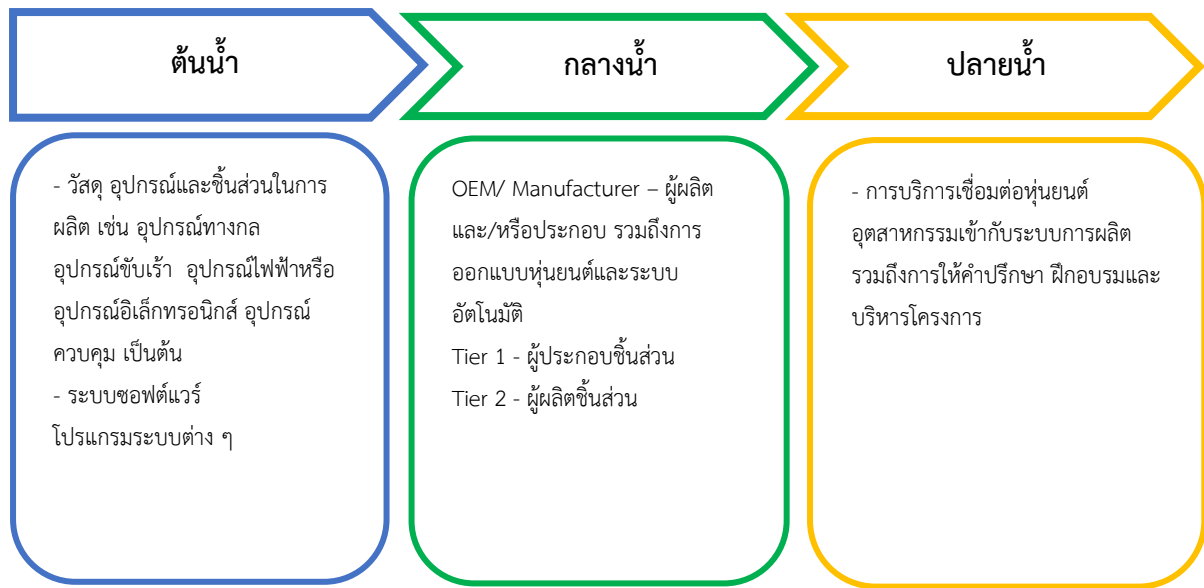 ต้นน้ำ
กลางน้ำ
ปลายน้ำ
- วัสดุ อุปกรณ์และชิ้นส่วนในการ
ผลิต เช่น อุปกรณ์ทางกล
อุปกรณ์ขับเร้า อุปกรณ์ไฟฟ้าหรือ
อุปกรณ์อิเล็กทรอนิกส์ อุปกรณ์
ควบคุม เป็นต้น
- ระบบซอฟต์แวร์
โปรแกรมระบบต่าง ๆ
OEM/ Manufacturer – ผู้ผลิต
และ/หรือประกอบ รวมถึงการ
ออกแบบหุ่นยนต์และระบบ
อัตโนมัติ
Tier 1 - ผู้ประกอบชิ้นส่วน
Tier 2 - ผู้ผลิตชิ้นส่วน
- การบริการเชื่อมต่อหุ่นยนต์
อุตสาหกรรมเข้ากับระบบการผลิต
รวมถึงการให้คำปรึกษา ฝึกอบรมและ
บริหารโครงการ